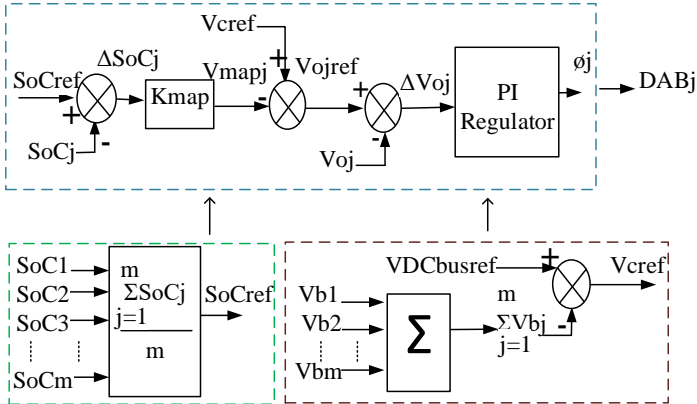 Vcref
ΔSoCj
SoCref
+
Vmapj
+
Vojref
+
ΔVoj
øj
Kmap
-
PI
Regulator
DABj
SoCj
-
Voj
-
SoC1
SoC2
SoC3
SoCm
m
ΣSoCj
j=1
m
SoCref
VDCbusref
+
Vcref
Vb1
Vb2
Vbm
Σ
m
ΣVbj
j=1
-